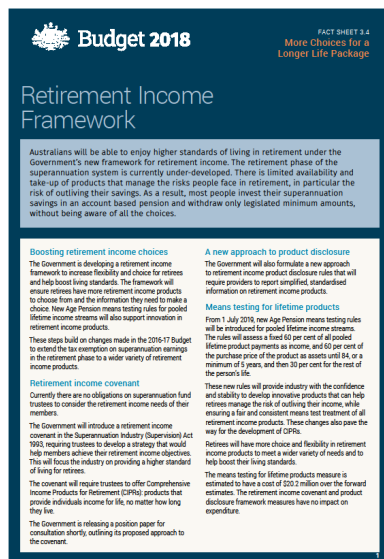 Budget 2018
FACT SHEET 3.4
More Choices for a
Longer Life Package
Retirement Income
Framework
Australians will be able to enjoy higher standards of living in retirement under the
Government's new framework for retirement income. The retirement phase of the
superannuation system is currently under-developed. There is limited availability and
take-up of products that manage the risks people face in retirement, in particular the
risk of outliving their savings. As a result, most people invest their superannuation
savings in an account based pension and withdraw only legislated minimum amounts,
without being aware of all the choices.
Boosting retirement income choices
The Government is developing a retirement income
framework to increase flexibility and choice for retirees
and help boost living standards. The framework will
ensure retirees have more retirement income products
to choose from and the information they need to make a
choice. New Age Pension means testing rules for pooled
lifetime income streams will also support innovation in
retirement income products.
These steps build on changes made in the 2016-17 Budget
to extend the tax exemption on superannuation earnings
in the retirement phase to a wider variety of retirement
income products.
Retirement income covenant
Currently there are no obligations on superannuation fund
trustees to consider the retirement income needs of their
members.
The Government will introduce a retirement income
covenant in the Superannuation Industry (Supervision) Act
1993, requiring trustees to develop a strategy that would
help members achieve their retirement income objectives.
This will focus the industry on providing a higher standard
of living for retirees.
The covenant will require trustees to offer Comprehensive
Income Products for Retirement (CIPRs): products that
provide individuals income for life, no matter how long
they live.
The Government is releasing a position paper for
consultation shortly, outlining its proposed approach to
the covenant.
A new approach to product disclosure
The Government will also formulate a new approach
to retirement income product disclosure rules that will
require providers to report simplified, standardised
information on retirement income products.
Means testing for lifetime products
From 1 July 2019, new Age Pension means testing rules
will be introduced for pooled lifetime income streams. The
rules will assess a fixed 60 per cent of all pooled
lifetime product payments as income, and 60 per cent of
the purchase price of the product as assets until 84, or a
minimum of 5 years, and then 30 per cent for the rest of
the person's life.
These new rules will provide industry with the confidence
and stability to develop innovative products that can help
retirees manage the risk of outliving their income, while
ensuring a fair and consistent means test treatment of all
retirement income products. These changes also pave the
way for the development of CIPRs.
Retirees will have more choice and flexibility in retirement
income products to meet a wider variety of needs and to
help boost their living standards.
The means testing for lifetime products measure is
estimated to have a cost of $20.2 million over the forward
estimates. The retirement income covenant and product
disclosure framework measures have no impact on
expenditure.